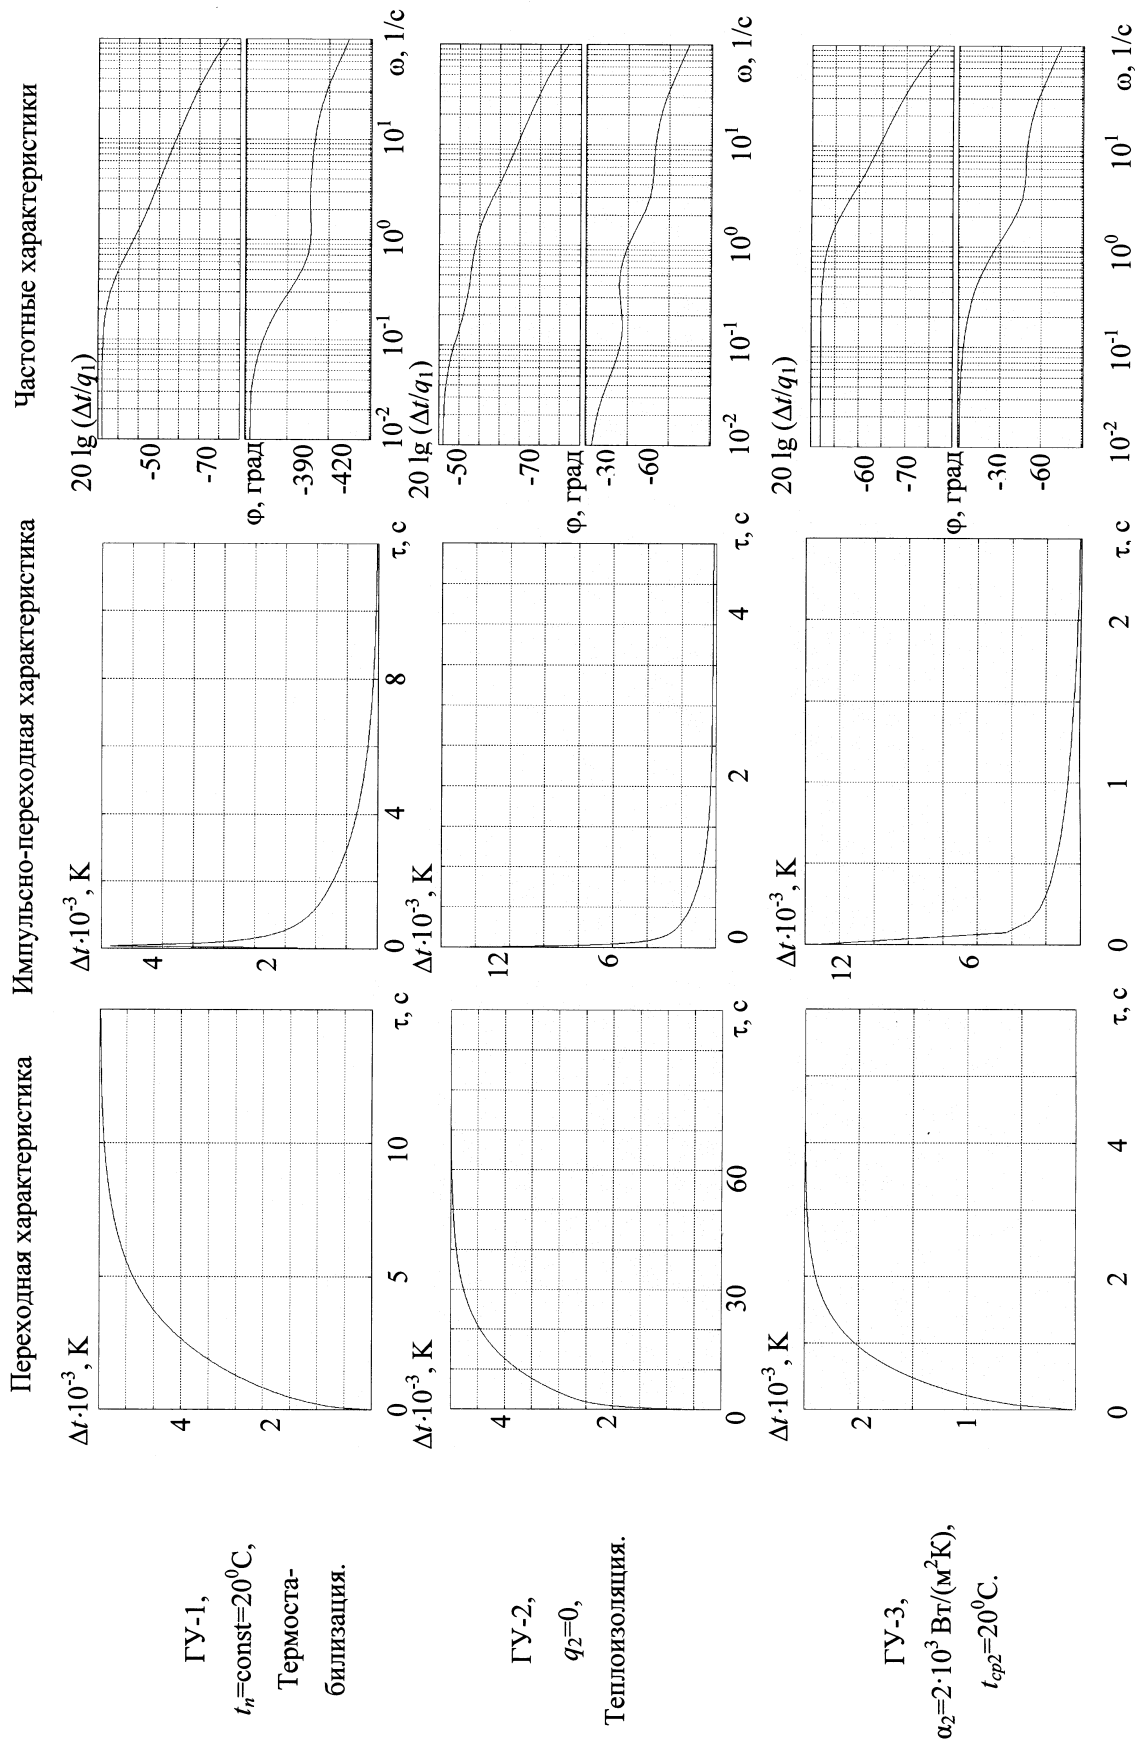 Переходная характеристика
Импульсно-переходная характеристика
Частотные характеристики
ГУ-1,
tn=const=20⁰C,
Термоста-
билизация.
Δt·10⁻³, K
4
2
0
5
10
τ, c
Δt·10⁻³, K
4
2
0
4
8
τ, c
20 lg (Δt/q₁)
-50
-70
φ, град
-390
-420
10⁻²
10⁻¹
10⁰
10¹
ω, 1/c
ГУ-2,
q₂=0,
Теплоизоляция.
Δt·10⁻³, K
4
2
0
30
60
τ, c
Δt·10⁻³, K
12
6
0
2
4
τ, c
20 lg (Δt/q₁)
-50
-70
φ, град
-30
-60
10⁻²
10⁻¹
10⁰
10¹
ω, 1/c
ГУ-3,
α₂=2·10³ Вт/(м²К),
tср2=20⁰C.
Δt·10⁻³, K
2
1
0
2
4
τ, c
Δt·10⁻³, K
12
6
0
1
2
τ, c
20 lg (Δt/q₁)
-60
-70
φ, град
-30
-60
10⁻²
10⁻¹
10⁰
10¹
ω, 1/c